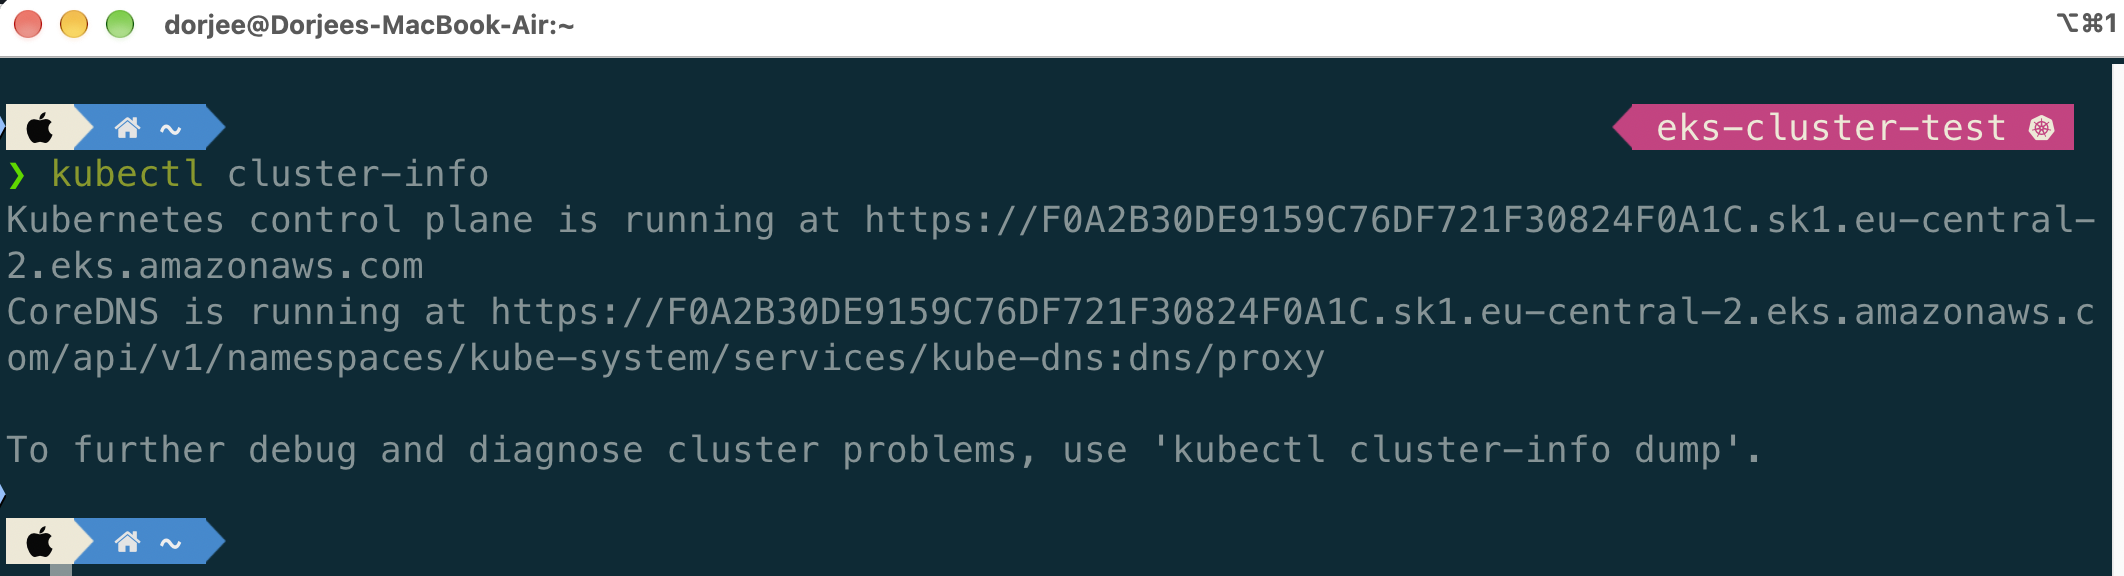 dorjee@Dorjees-MacBook-Air:~ ⌥⌘1
~ eks-cluster-test
❯ kubectl cluster-info
Kubernetes control plane is running at https://F0A2B30DE9159C76DF721F30824F0A1C.sk1.eu-central-
2.eks.amazonaws.com
CoreDNS is running at https://F0A2B30DE9159C76DF721F30824F0A1C.sk1.eu-central-2.eks.amazonaws.c
om/api/v1/namespaces/kube-system/services/kube-dns:dns/proxy
To further debug and diagnose cluster problems, use 'kubectl cluster-info dump'.
~